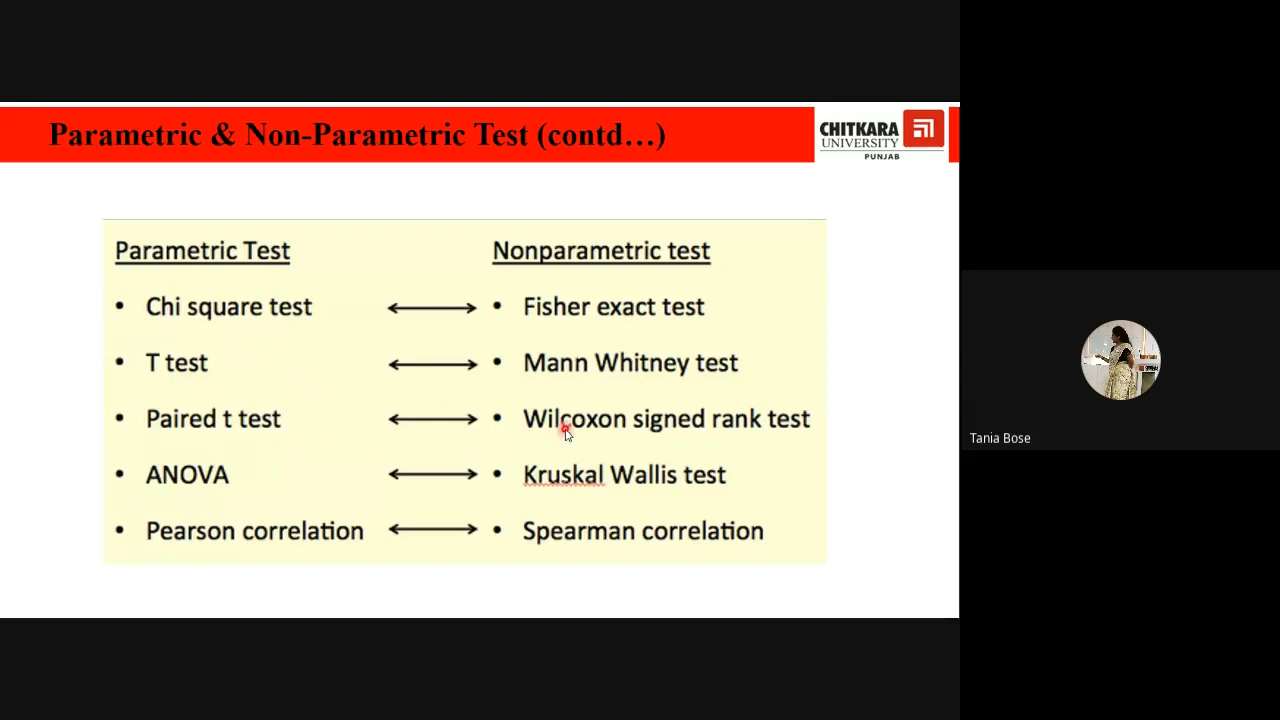 Parametric & Non-Parametric Test (contd…)
CHITKARA
UNIVERSITY
PUNJAB
Parametric Test Nonparametric test
• Chi square test • Fisher exact test
• T test • Mann Whitney test
• Paired t test • Wilcoxon signed rank test
• ANOVA • Kruskal Wallis test
• Pearson correlation • Spearman correlation
Tania Bose